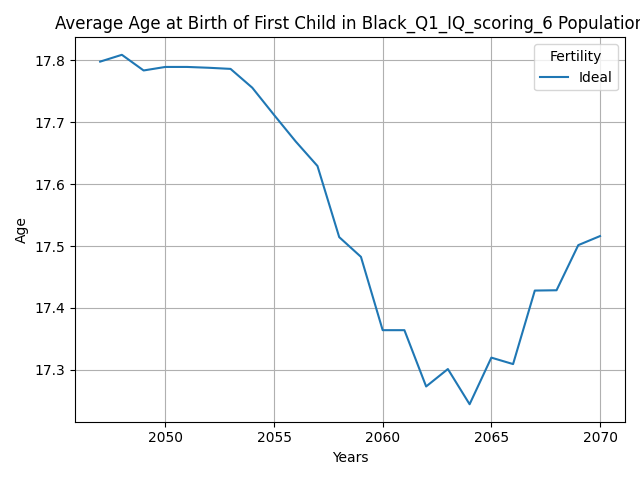 Average Age at Birth of First Child in Black_Q1_IQ_scoring_6 Population
Fertility
Ideal
17.8
17.7
17.6
17.5
17.4
17.3
Age
2050 2055 2060 2065 2070
Years